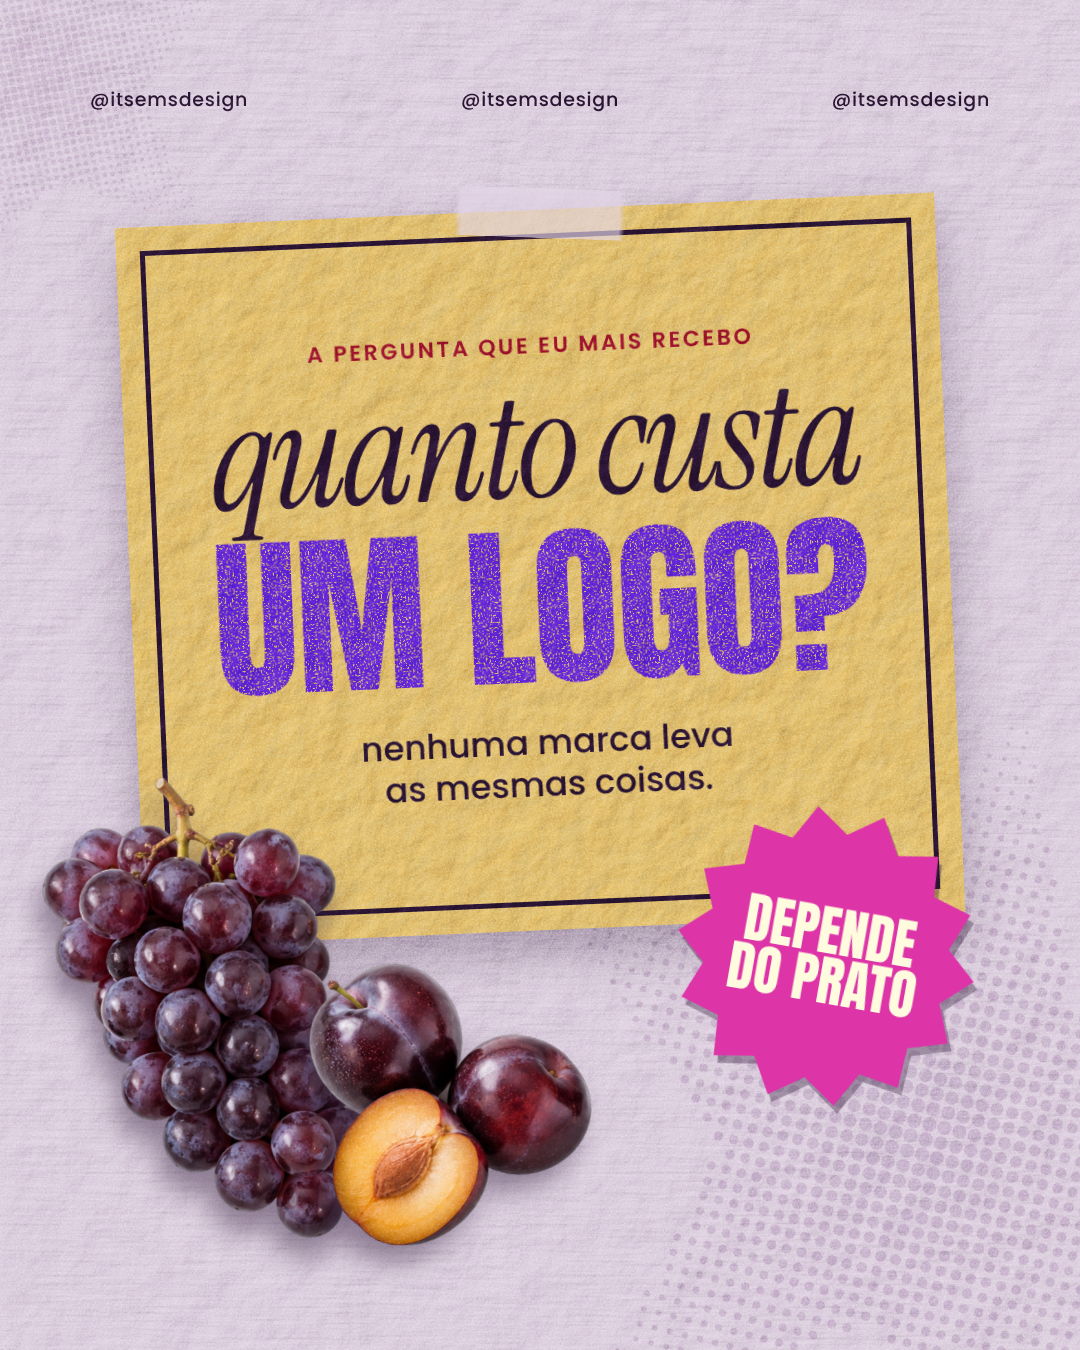 @itsemsdesign @itsemsdesign @itsemsdesign
A PERGUNTA QUE EU MAIS RECEBO
quanto custa
UM LOGO?
nenhuma marca leva
as mesmas coisas.
DEPENDE
DO PRATO